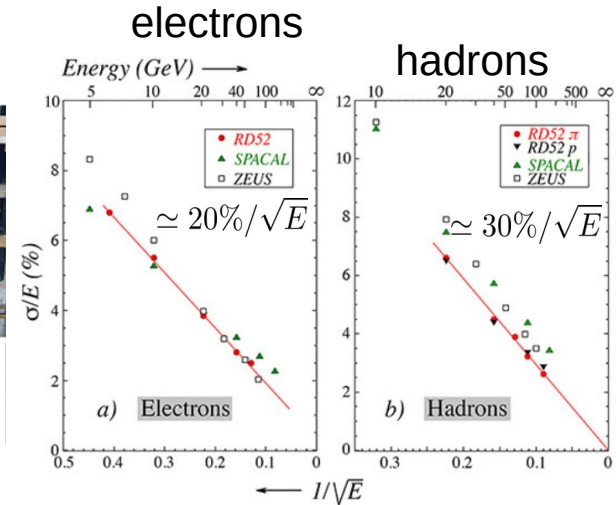 electrons
hadrons
Energy (GeV) ⟶
5 10 20 40 100 ∞
10 20 50 100 500 ∞
10
8
6
4
2
0
12
10
8
6
4
2
0
σ/E (%)
RD52
SPACAL
ZEUS
≃ 20%/√E
RD52 π
RD52 p
SPACAL
ZEUS
≃ 30%/√E
a) Electrons
b) Hadrons
0.5 0.4 0.3 0.2 0.1 0
0.3 0.2 0.1 0
⟵ 1/√E